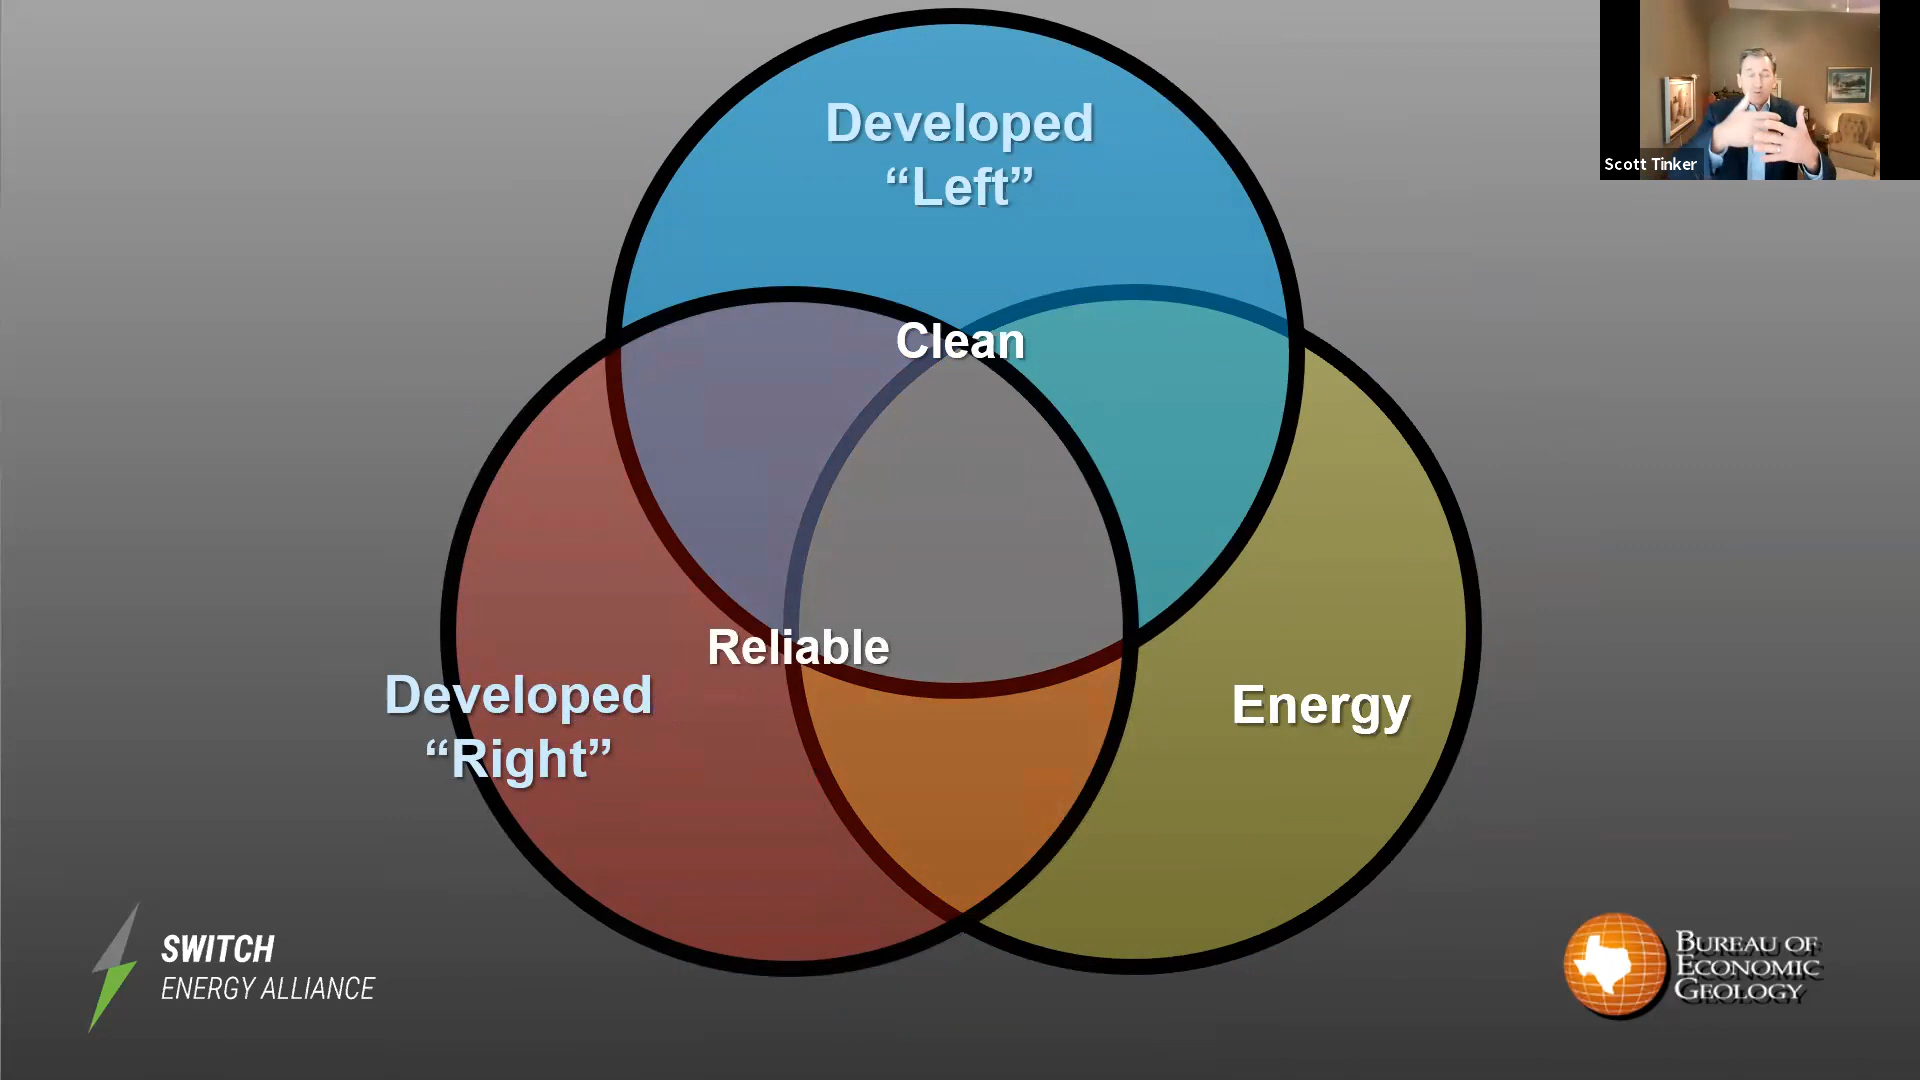 Developed
“Left”
Scott Tinker
Clean
Reliable
Developed
“Right”
Energy
SWITCH
ENERGY ALLIANCE
BUREAU OF
ECONOMIC
GEOLOGY